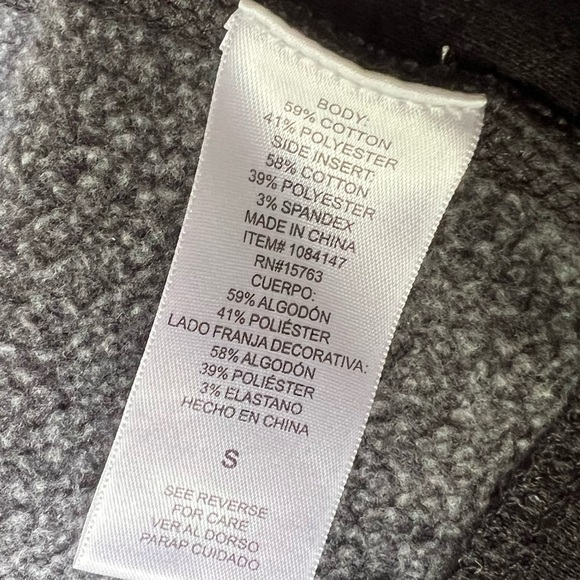 BODY:
59% COTTON
41% POLYESTER
SIDE INSERT:
58% COTTON
39% POLYESTER
3% SPANDEX
MADE IN CHINA
ITEM# 1084147
RN#15763
CUERPO:
59% ALGODÓN
41% POLIÉSTER
LADO FRANJA DECORATIVA:
58% ALGODÓN
39% POLIÉSTER
3% ELASTANO
HECHO EN CHINA
S
SEE REVERSE
FOR CARE
VER AL DORSO
PARAP CUIDADO